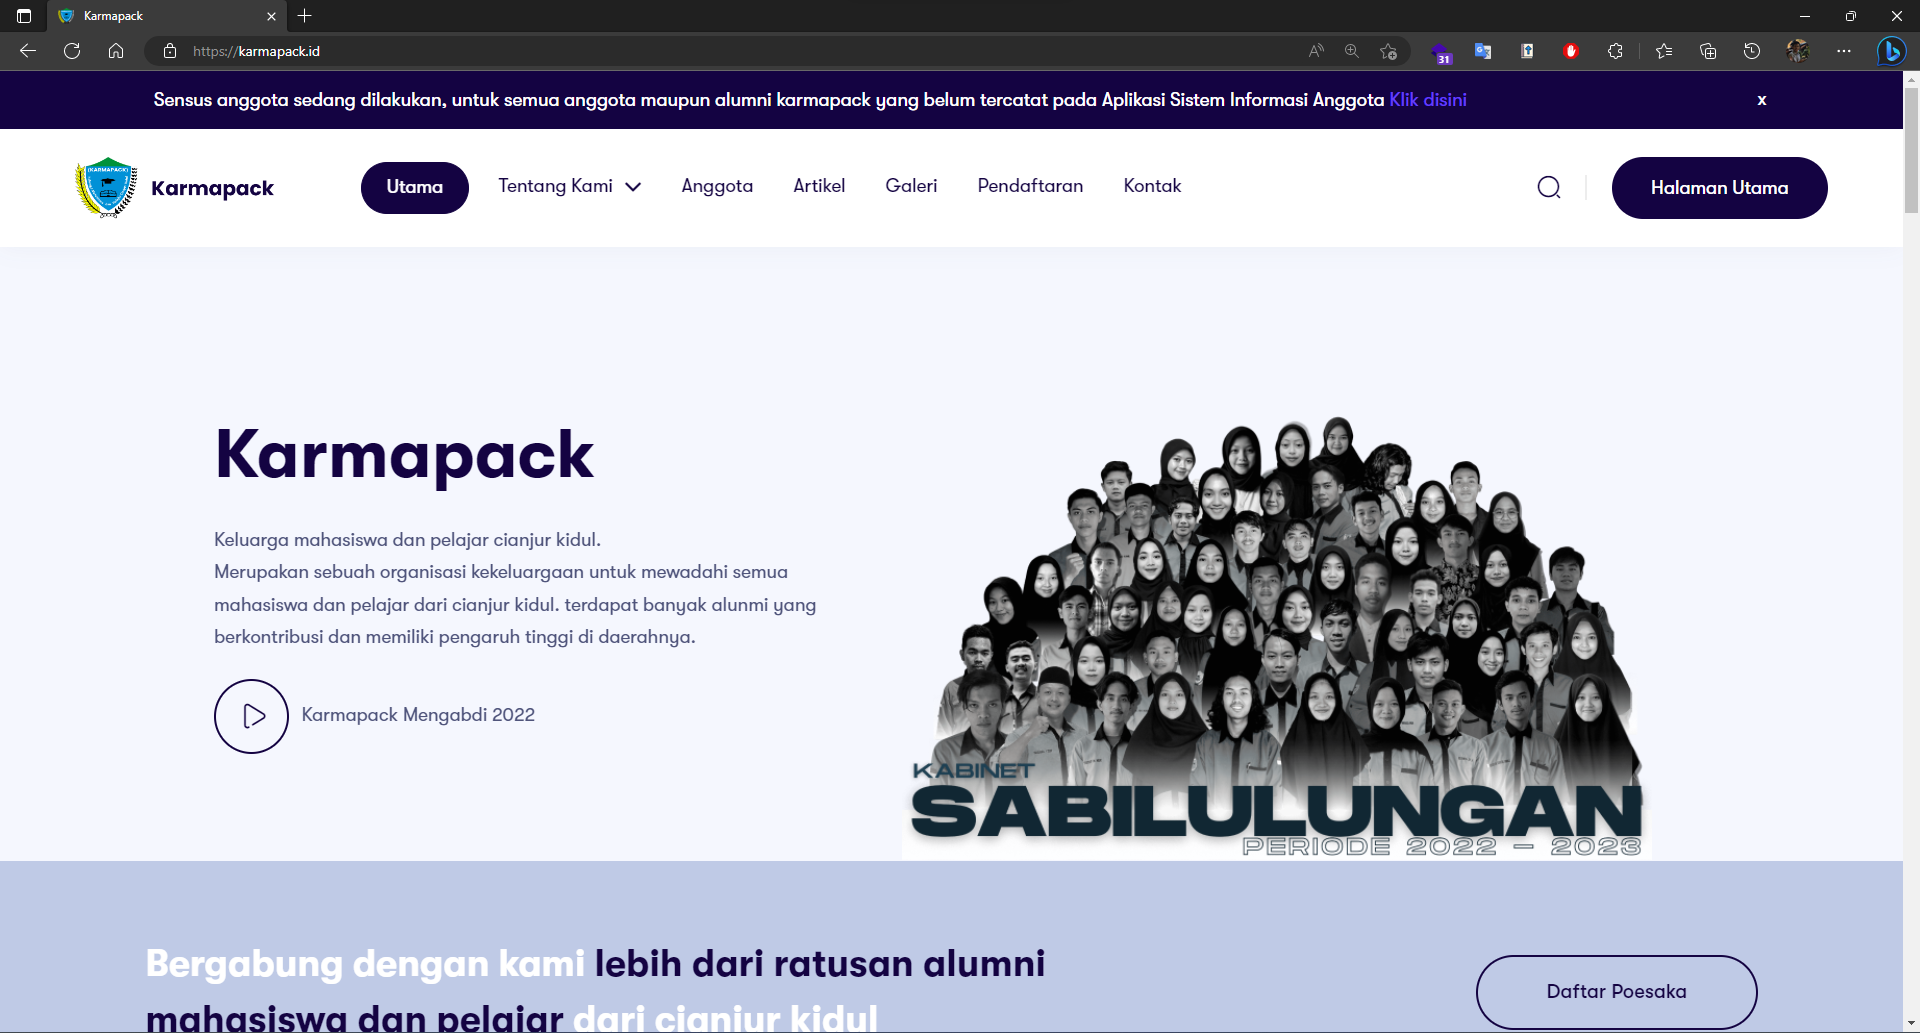 Karmapack
https://karmapack.id
31
Sensus anggota sedang dilakukan, untuk semua anggota maupun alumni karmapack yang belum tercatat pada Aplikasi Sistem Informasi Anggota Klik disini
x
KARMAPACK
Karmapack
Utama
Tentang Kami
Anggota
Artikel
Galeri
Pendaftaran
Kontak
Halaman Utama
Karmapack
Keluarga mahasiswa dan pelajar cianjur kidul.
Merupakan sebuah organisasi kekeluargaan untuk mewadahi semua
mahasiswa dan pelajar dari cianjur kidul. terdapat banyak alunmi yang
berkontribusi dan memiliki pengaruh tinggi di daerahnya.
Karmapack Mengabdi 2022
KABINET
SABILULUNGAN
PERIODE 2022 – 2023
Bergabung dengan kami lebih dari ratusan alumni
mahasiswa dan pelajar dari cianjur kidul
Daftar Poesaka